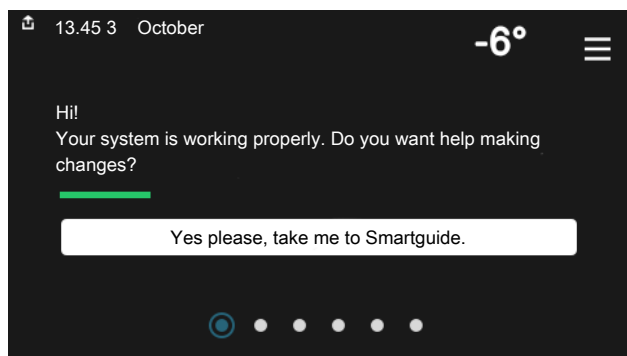 13.45 3 October
-6°
Hi!
Your system is working properly. Do you want help making
changes?
Yes please, take me to Smartguide.